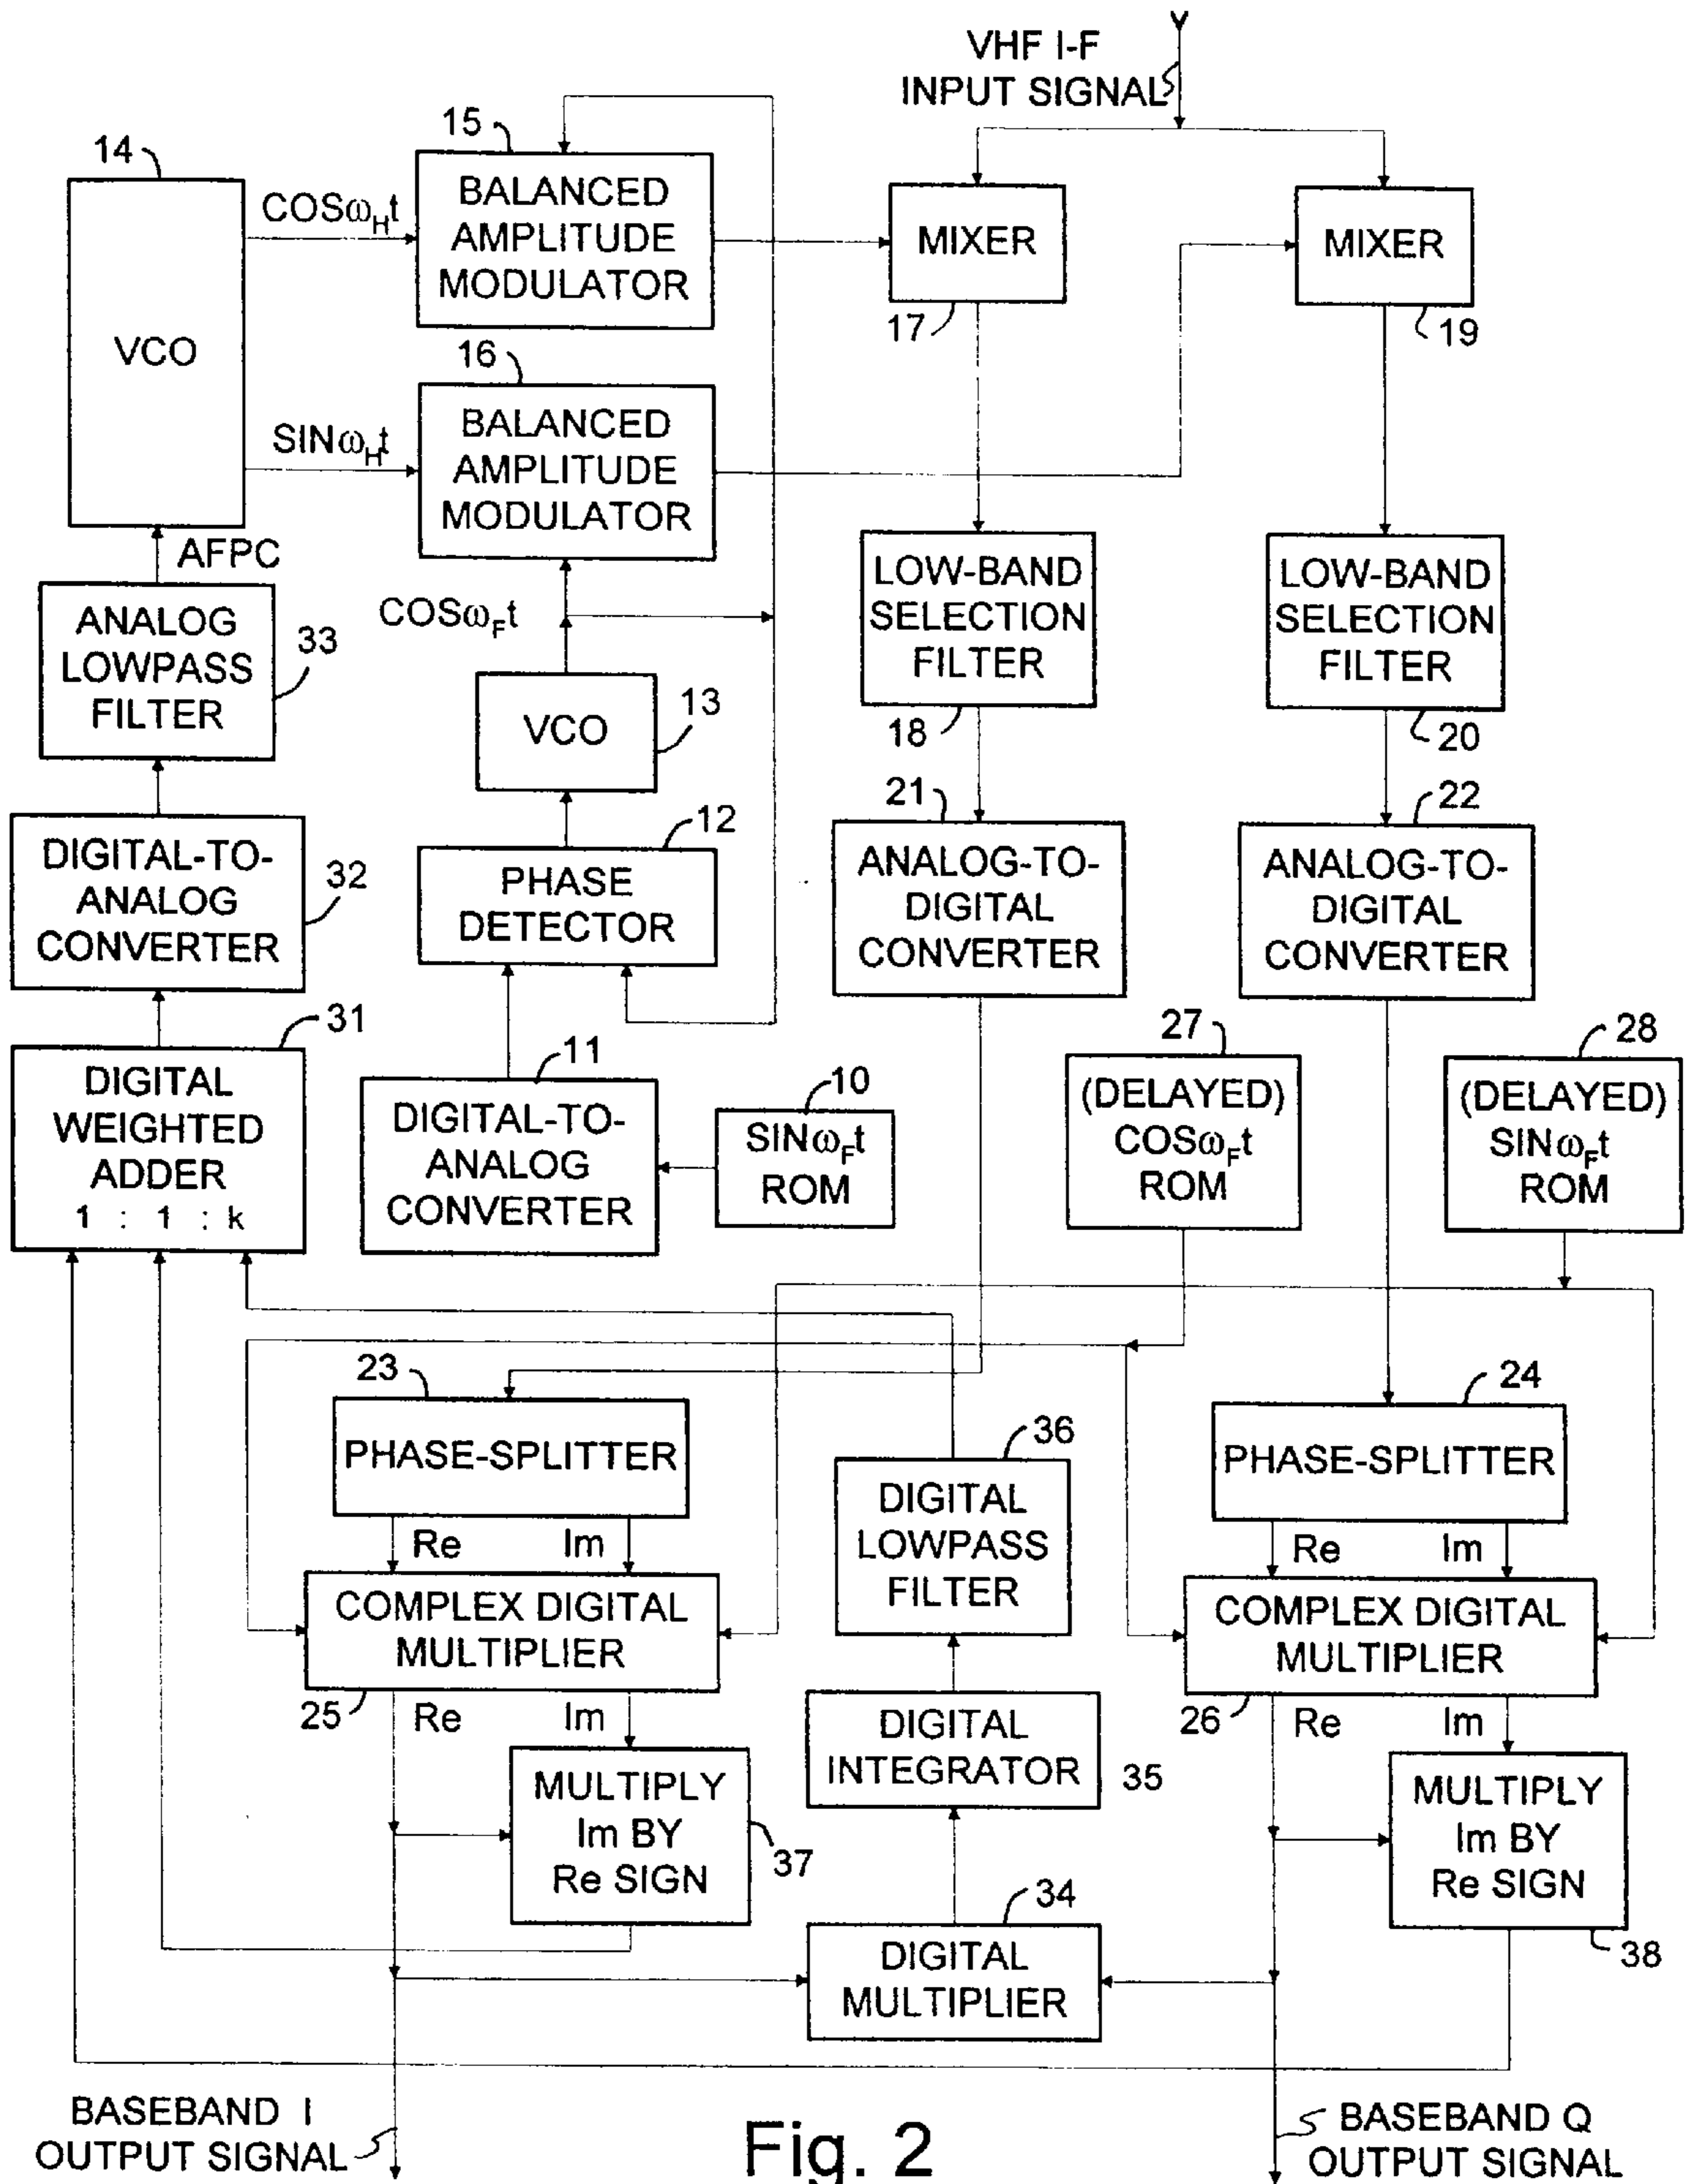 VHF I-F
INPUT SIGNAL
14
15
COSωHt
BALANCED
AMPLITUDE
MODULATOR
MIXER
17
MIXER
19
VCO
16
SINωHt
BALANCED
AMPLITUDE
MODULATOR
AFPC
COSωFt
LOW-BAND
SELECTION
FILTER
18
LOW-BAND
SELECTION
FILTER
20
ANALOG
LOWPASS
FILTER
33
VCO
13
21
22
12
DIGITAL-TO-
ANALOG
CONVERTER
32
PHASE
DETECTOR
ANALOG-TO-
DIGITAL
CONVERTER
ANALOG-TO-
DIGITAL
CONVERTER
31
11
10
27
28
DIGITAL
WEIGHTED
ADDER
1 : 1 : k
DIGITAL-TO-
ANALOG
CONVERTER
SINωFt
ROM
(DELAYED)
COSωFt
ROM
(DELAYED)
SINωFt
ROM
23
PHASE-SPLITTER
36
24
PHASE-SPLITTER
Re
Im
DIGITAL
LOWPASS
FILTER
Re
Im
COMPLEX DIGITAL
MULTIPLIER
25
COMPLEX DIGITAL
MULTIPLIER
26
Re
Im
DIGITAL
INTEGRATOR
35
Re
Im
MULTIPLY
Im BY
Re SIGN
37
34
MULTIPLY
Im BY
Re SIGN
38
DIGITAL
MULTIPLIER
BASEBAND I
OUTPUT SIGNAL
Fig. 2
BASEBAND Q
OUTPUT SIGNAL